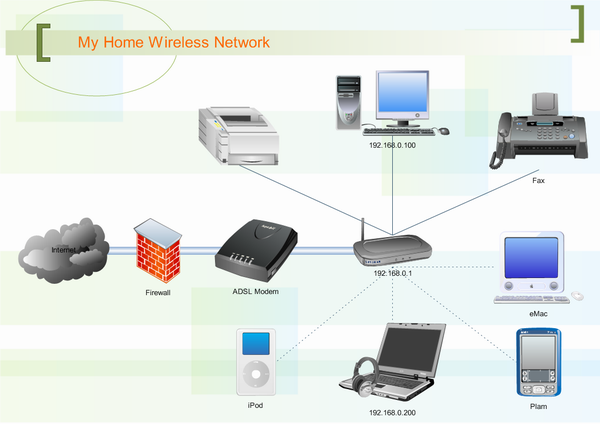 My Home Wireless Network
192.168.0.100
Fax
Internet
Firewall
ADSL Modem
192.168.0.1
eMac
iPod
192.168.0.200
Plam